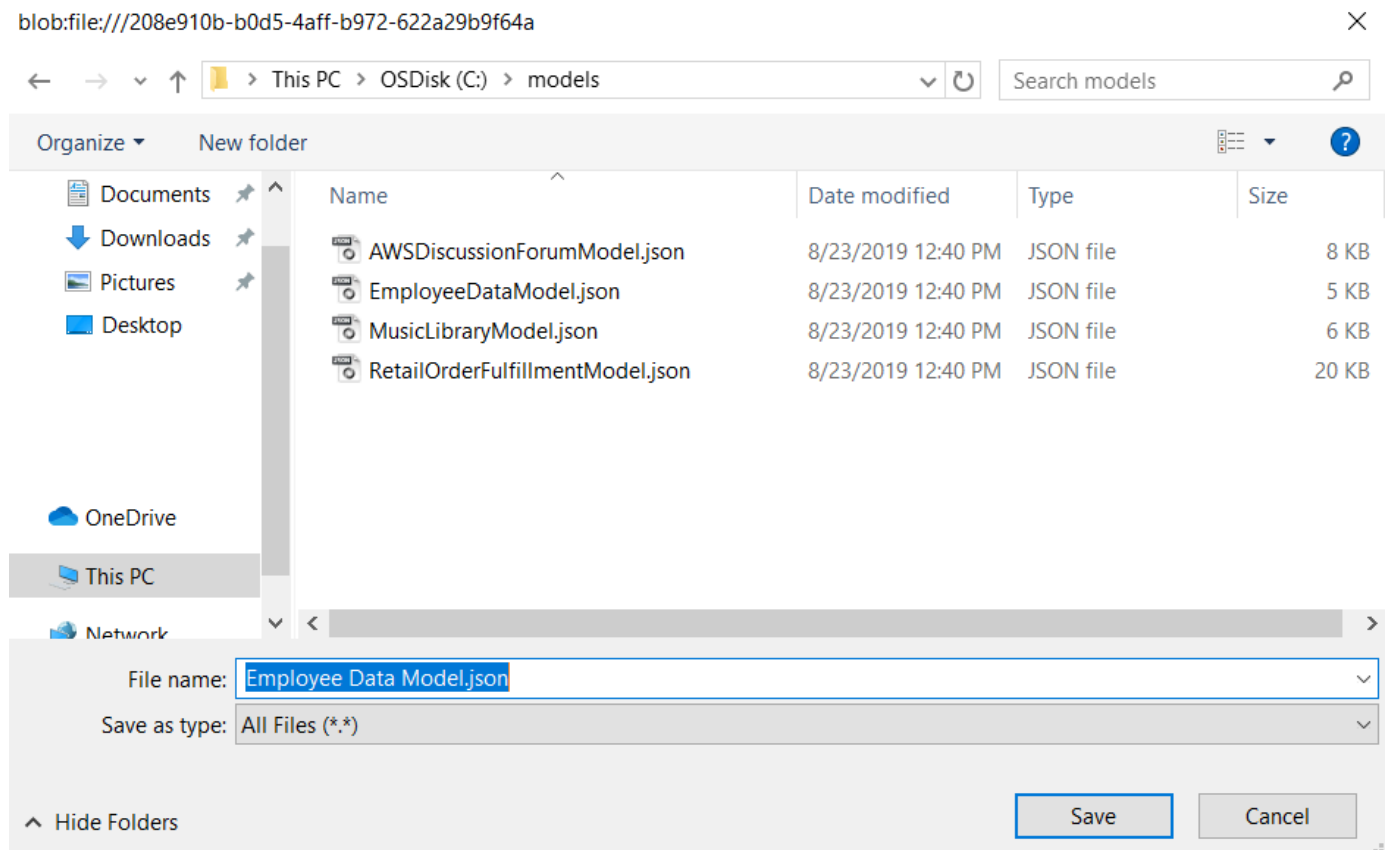 blob:file:///208e910b-b0d5-4aff-b972-622a29b9f64a
This PC > OSDisk (C:) > models
Search models
Organize
New folder
Documents
Downloads
Pictures
Desktop
OneDrive
This PC
Network
Name Date modified Type Size
AWSDiscussionForumModel.json 8/23/2019 12:40 PM JSON file 8 KB
EmployeeDataModel.json 8/23/2019 12:40 PM JSON file 5 KB
MusicLibraryModel.json 8/23/2019 12:40 PM JSON file 6 KB
RetailOrderFulfillmentModel.json 8/23/2019 12:40 PM JSON file 20 KB
File name: Employee Data Model.json
Save as type: All Files (*.*)
Hide Folders
Save
Cancel